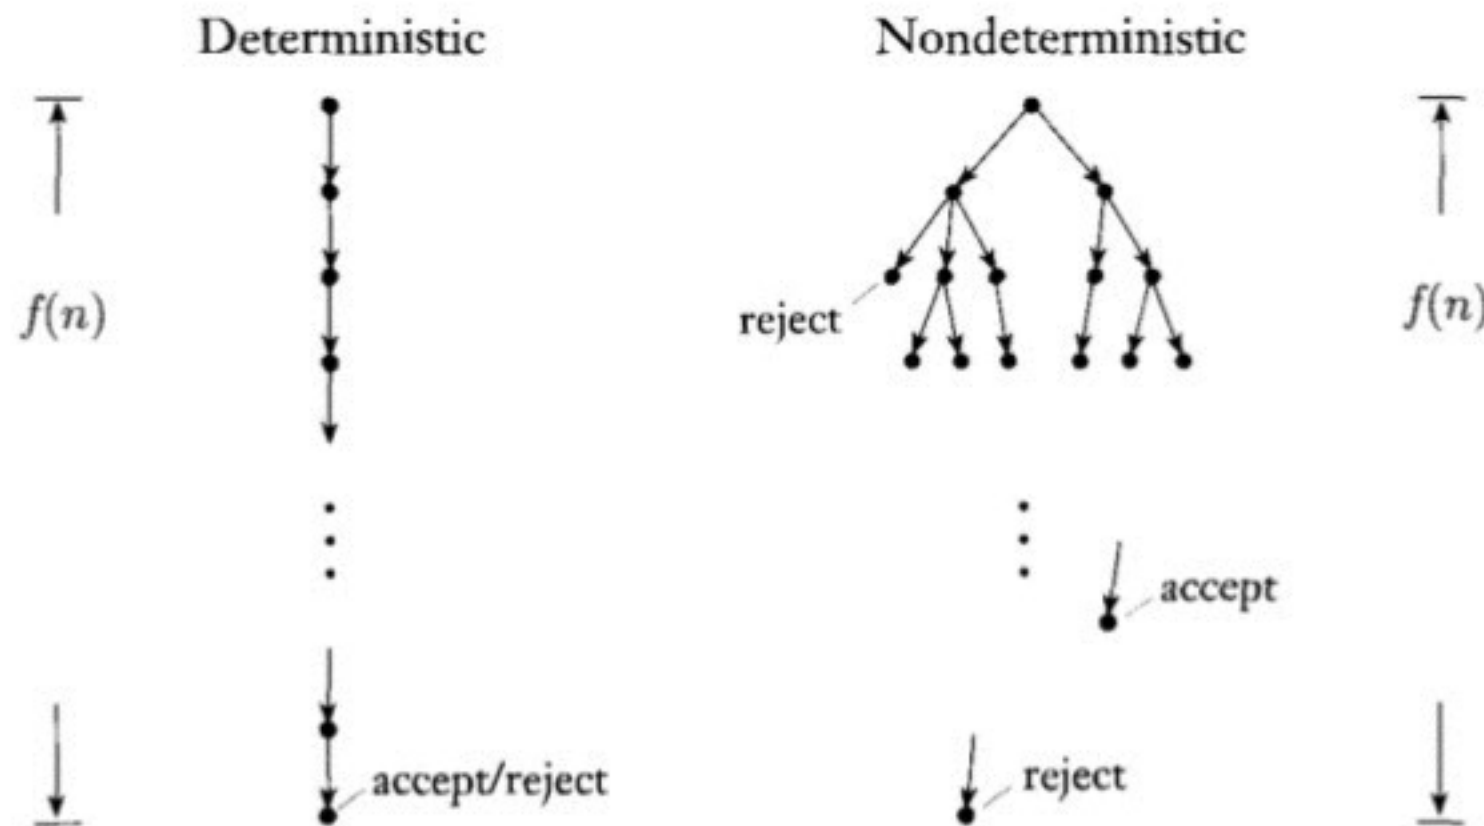 Deterministic
Nondeterministic
f(n)
reject
f(n)
accept
accept/reject
reject